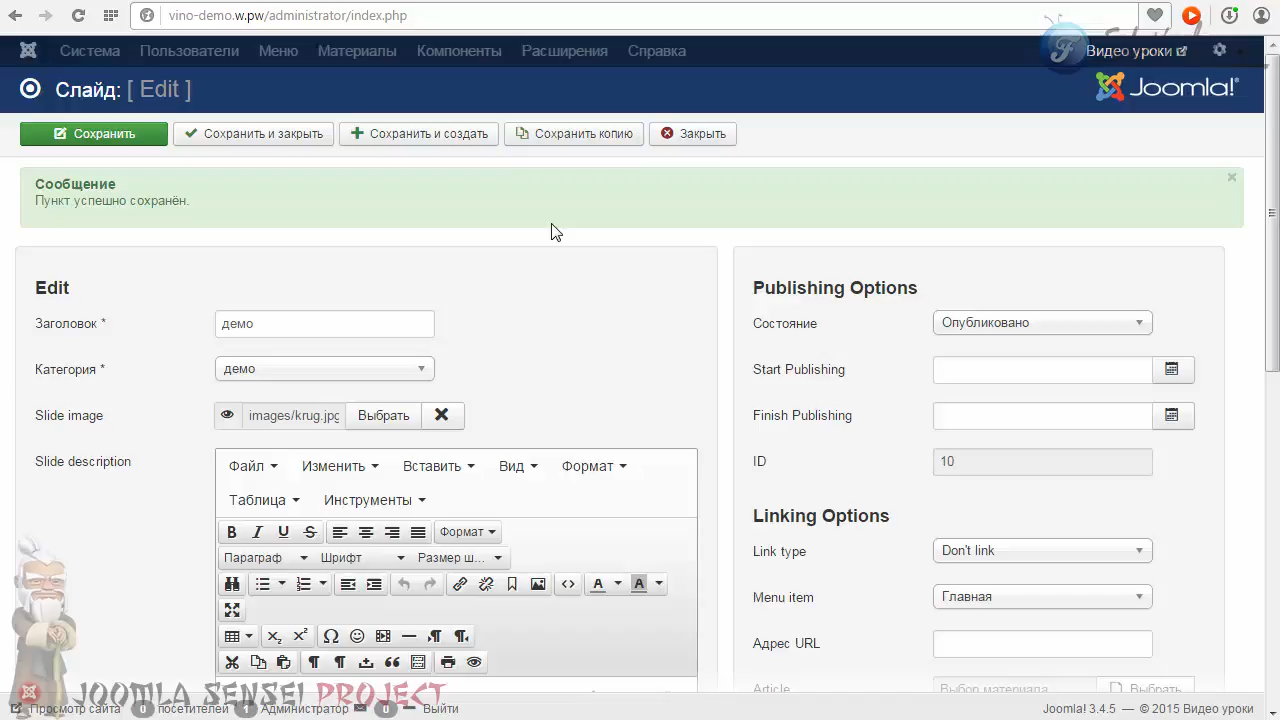 vino-demo.w.pw/administrator/index.php
Система Пользователи Меню Материалы Компоненты Расширения Справка Видео уроки
Слайд: [ Edit ] Joomla!
Сохранить Сохранить и закрыть Сохранить и создать Сохранить копию Закрыть
Сообщение
Пункт успешно сохранён.
Edit
Заголовок * демо
Категория * демо
Slide image images/krug.jpg Выбрать
Slide description
Файл Изменить Вставить Вид Формат
Таблица Инструменты
B I U S Формат
Параграф Шрифт Размер ш...
Publishing Options
Состояние Опубликовано
Start Publishing
Finish Publishing
ID 10
Linking Options
Link type Don't link
Menu item Главная
Адрес URL
Article Выбор материала Выбрать
JOOMLA SENSEI PROJECT
Просмотр сайта 0 посетителей 1 Администратор 0 Выйти Joomla! 3.4.5 — © 2015 Видео уроки